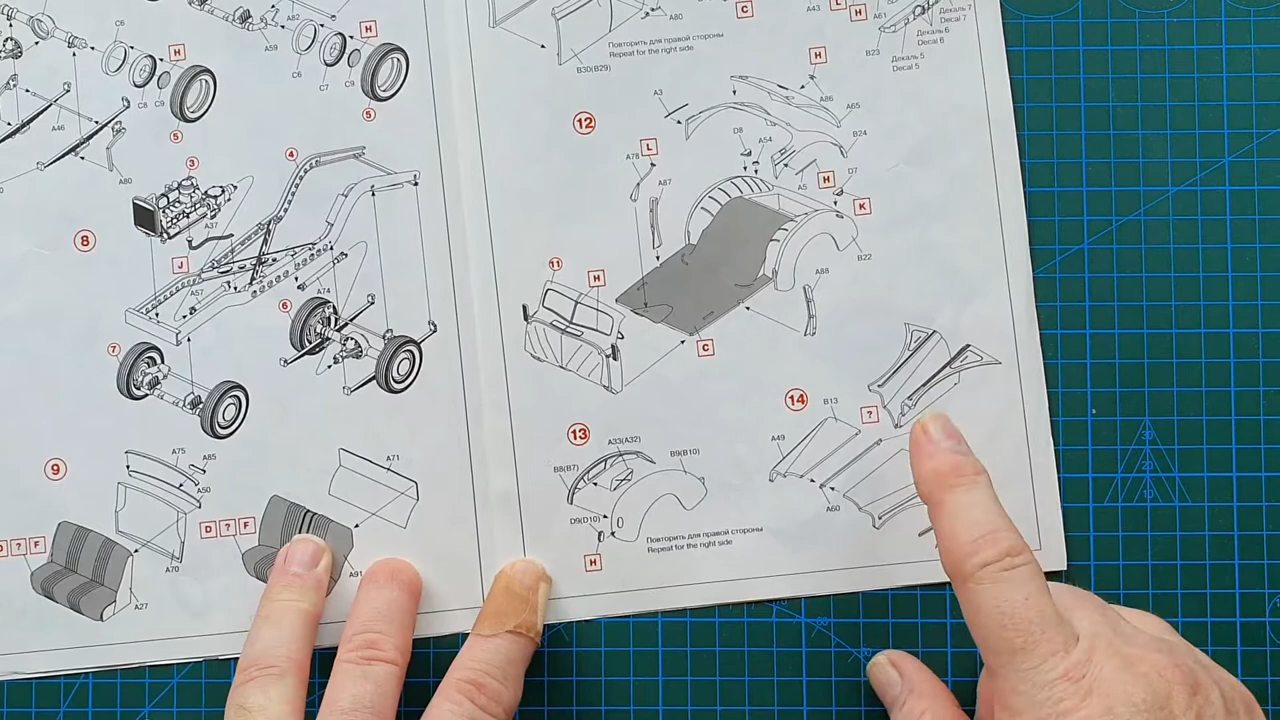 A82
A59
H
C6
C8
C9
5
A46
A80
H
C6
C7
C9
5
3
4
8
A37
J
A57
A74
6
7
9
A75
A85
A50
A70
D ? F
A27
A71
D ? F
A91
B30(B29)
Повторить для правой стороны
Repeat for the right side
A80
C
A43
H
A61
B23
Декаль 7
Decal 7
Декаль 6
Decal 6
Декаль 5
Decal 5
12
A3
H
A86
A65
B24
D8
A54
L
A78
A87
A5
H
D7
K
B22
A88
11
H
C
13
A33(A32)
B8(B7)
B9(B10)
D9(D10)
H
Повторить для правой стороны
Repeat for the right side
14
B13
?
A49
A60
30
20
10